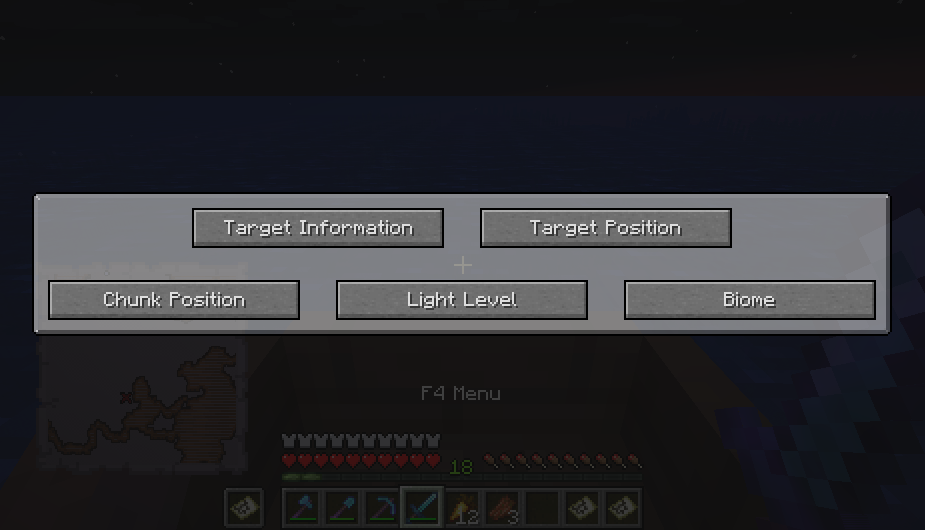 Target Information
Target Position
Chunk Position
Light Level
Biome
F4 Menu
18
12
3